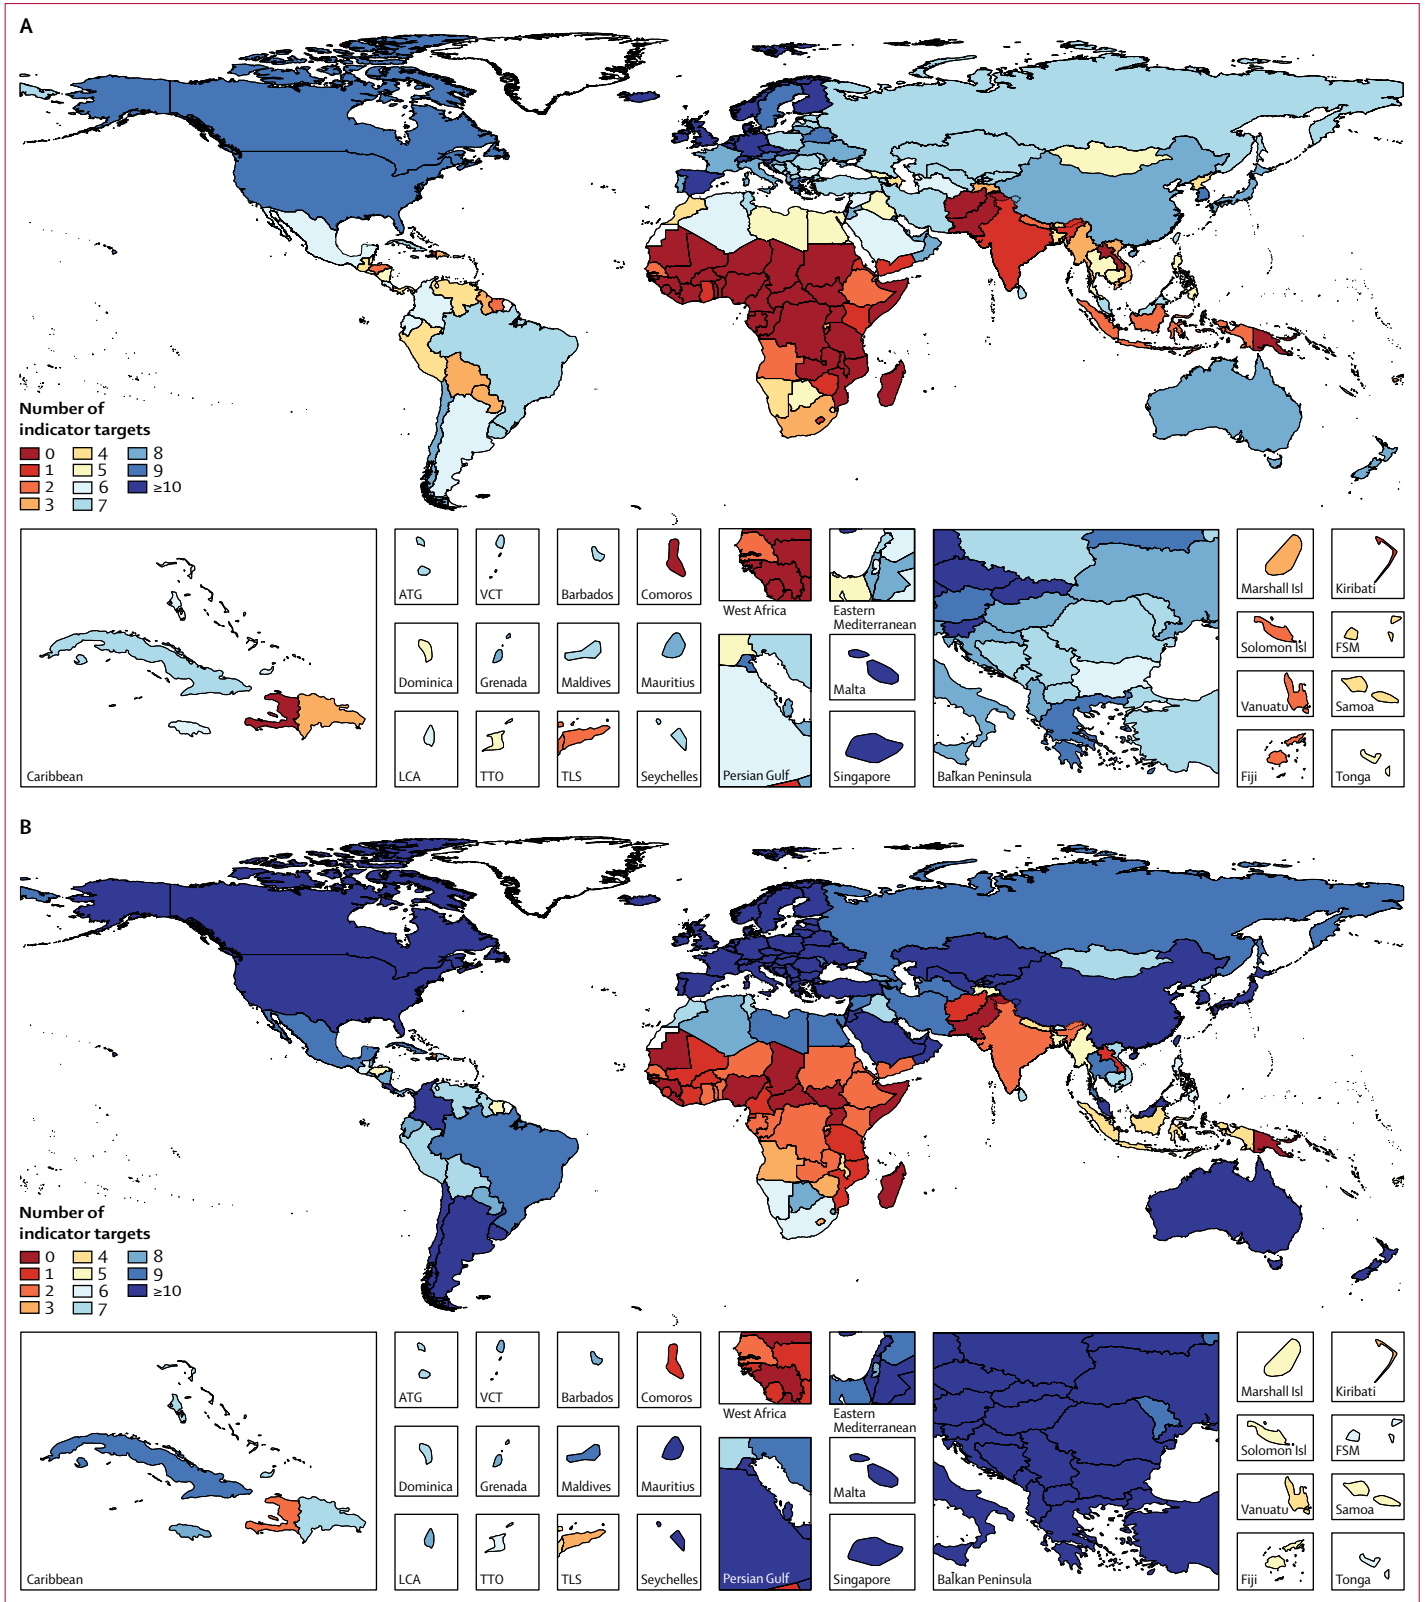 A
Number of
indicator targets
0 4 8
1 5 9
2 6 ≥10
3 7
Caribbean
ATG
VCT
Barbados
Comoros
West Africa
Eastern
Mediterranean
Marshall Isl
Kiribati
Dominica
Grenada
Maldives
Mauritius
Malta
Solomon Isl
FSM
Vanuatu
Samoa
LCA
TTO
TLS
Seychelles
Persian Gulf
Singapore
Balkan Peninsula
Fiji
Tonga
B
Number of
indicator targets
0 4 8
1 5 9
2 6 ≥10
3 7
Caribbean
ATG
VCT
Barbados
Comoros
West Africa
Eastern
Mediterranean
Marshall Isl
Kiribati
Dominica
Grenada
Maldives
Mauritius
Malta
Solomon Isl
FSM
Vanuatu
Samoa
LCA
TTO
TLS
Seychelles
Persian Gulf
Singapore
Balkan Peninsula
Fiji
Tonga